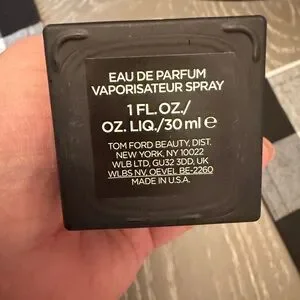 EAU DE PARFUM
VAPORISATEUR SPRAY
1 FL.OZ./
OZ. LIQ./30 ml ℮
TOM FORD BEAUTY, DIST.
NEW YORK, NY 10022
WLB LTD, GU32 3DD, UK
WLBS NV, OEVEL BE-2260
MADE IN U.S.A.